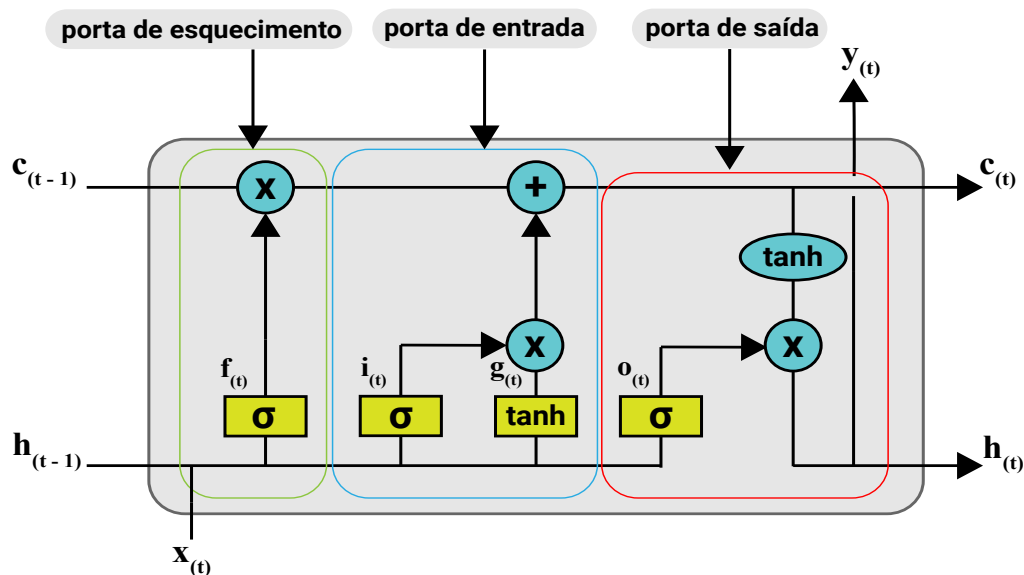 porta de esquecimento
porta de entrada
porta de saída
y(t)
c(t - 1)
x
+
c(t)
tanh
x
x
f(t)
i(t)
g(t)
o(t)
σ
σ
tanh
σ
h(t - 1)
h(t)
x(t)